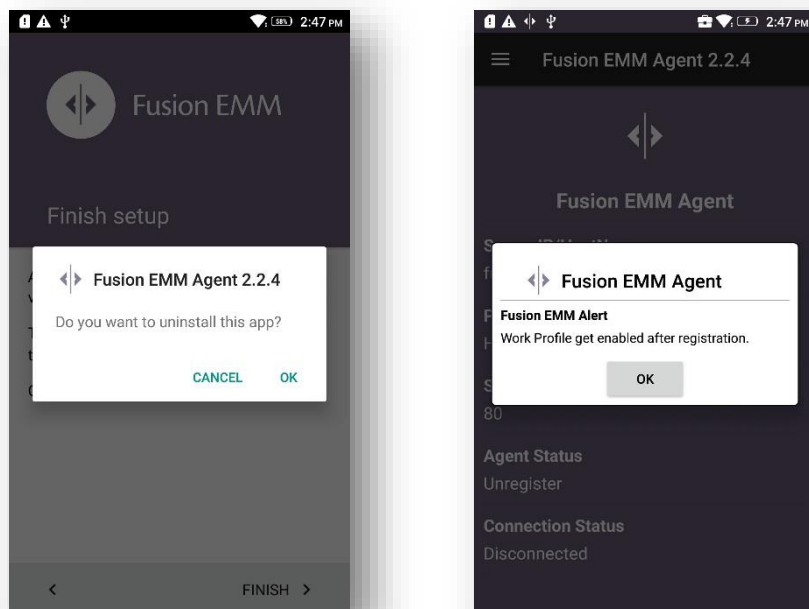 58% 2:47 PM
Fusion EMM
Finish setup
Fusion EMM Agent 2.2.4
Do you want to uninstall this app?
CANCEL OK
FINISH
2:47 PM
Fusion EMM Agent 2.2.4
Fusion EMM Agent
Fusion EMM Agent
Fusion EMM Alert
Work Profile get enabled after registration.
OK
80
Agent Status
Unregister
Connection Status
Disconnected